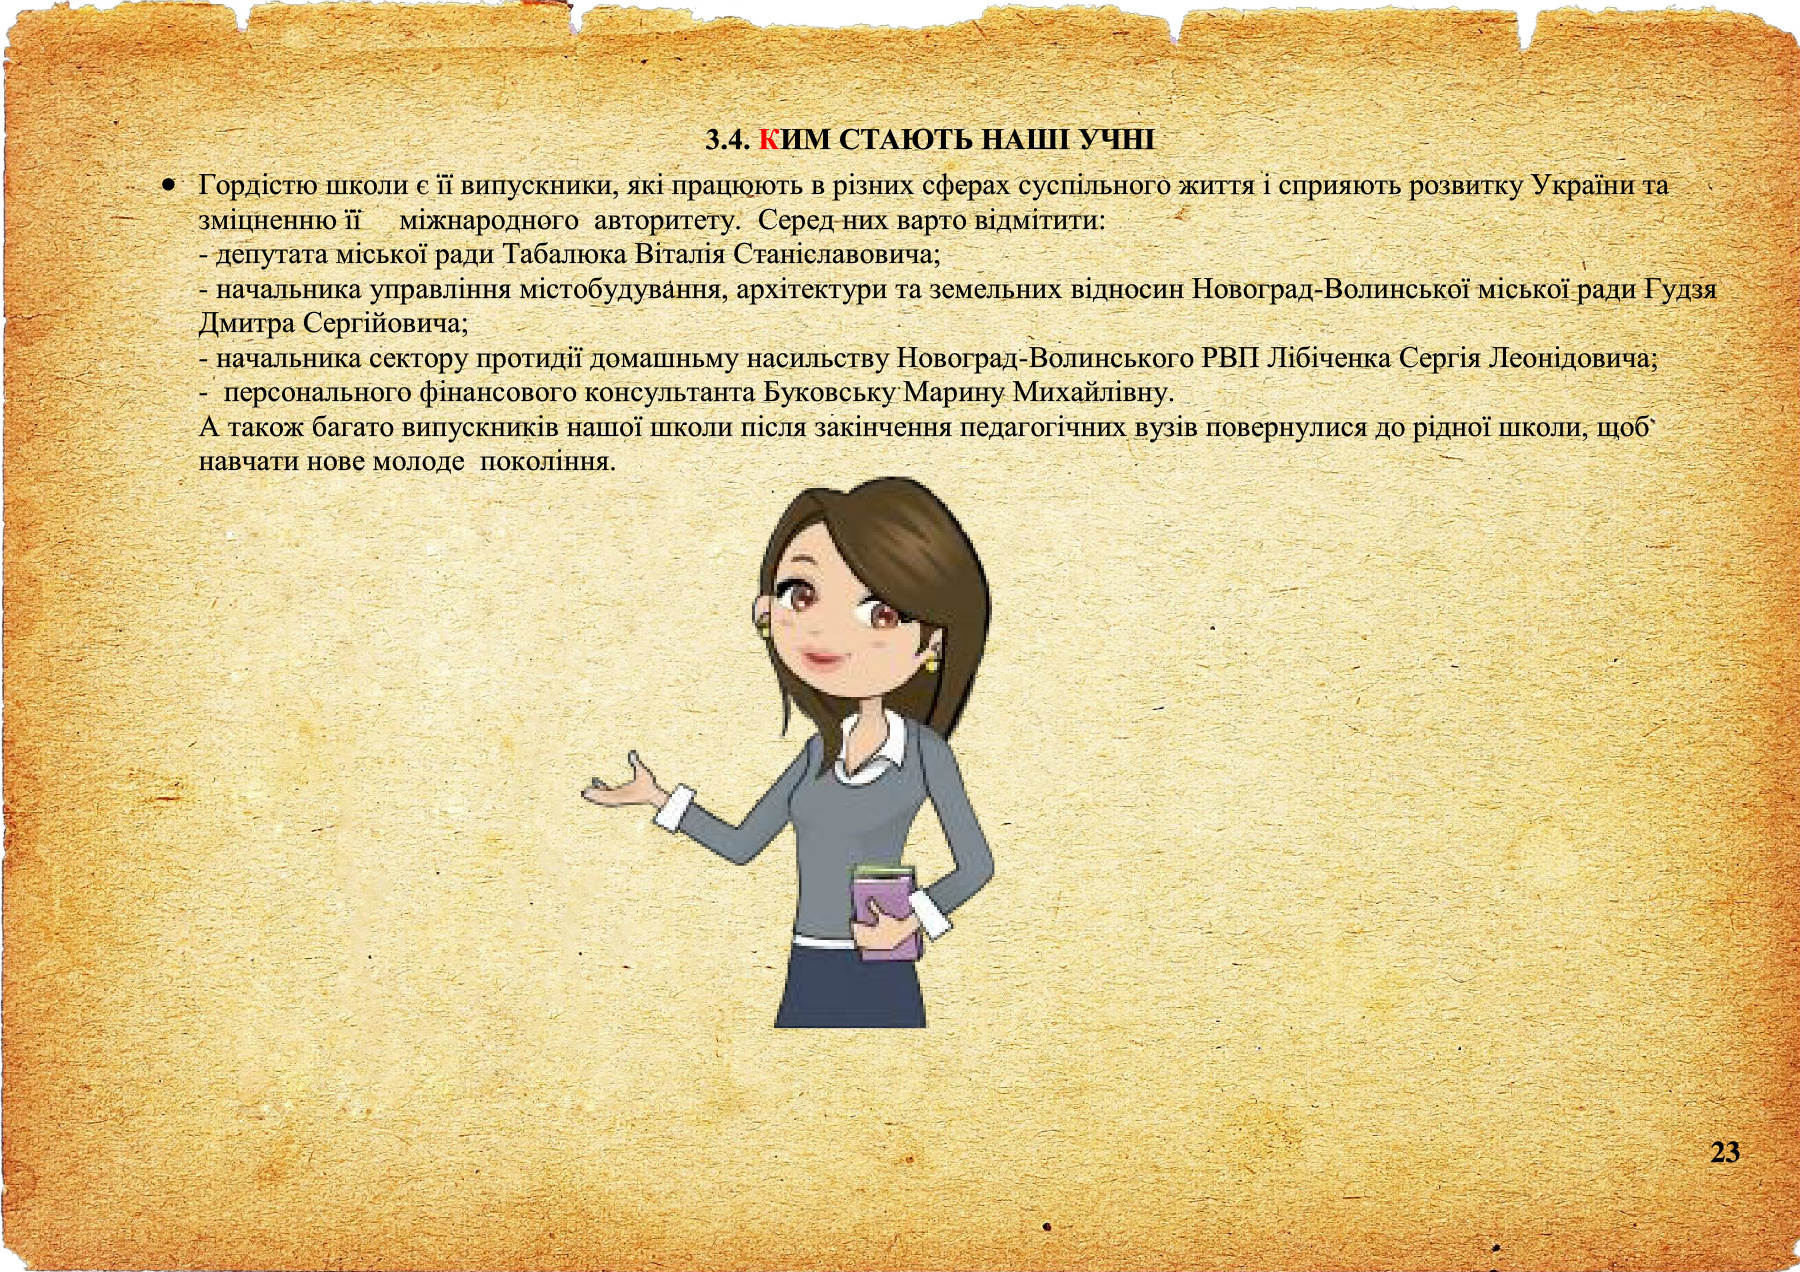 3.4. КИМ СТАЮТЬ НАШІ УЧНІ
• Гордістю школи є її випускники, які працюють в різних сферах суспільного життя і сприяють розвитку України та
зміцненню її міжнародного авторитету. Серед них варто відмітити:
- депутата міської ради Табалюка Віталія Станіславовича;
- начальника управління містобудування, архітектури та земельних відносин Новоград-Волинської міської ради Гудзя
Дмитра Сергійовича;
- начальника сектору протидії домашньму насильству Новоград-Волинського РВП Лібіченка Сергія Леонідовича;
- персонального фінансового консультанта Буковську Марину Михайлівну.
А також багато випускників нашої школи після закінчення педагогічних вузів повернулися до рідної школи, щоб
навчати нове молоде покоління.
23